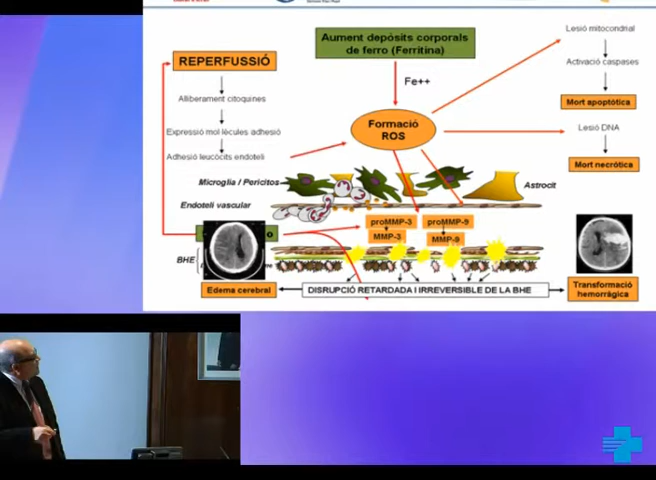 Aument depòsits corporals
de ferro (Ferritina)
Fe++
REPERFUSSIÓ
Alliberament citoquines
Expressió mol·lècules adhesió
Adhesió leucòcits endoteli
Formació
ROS
Lesió mitocondrial
Activació caspases
Mort apoptòtica
Lesió DNA
Mort necròtica
Microglia / Pericitos
Astrocit
Endoteli vascular
proMMP-3
proMMP-9
MMP-3
MMP-9
BHE
Edema cerebral
DISRUPCIÓ RETARDADA I IRREVERSIBLE DE LA BHE
Transformació
hemorràgica